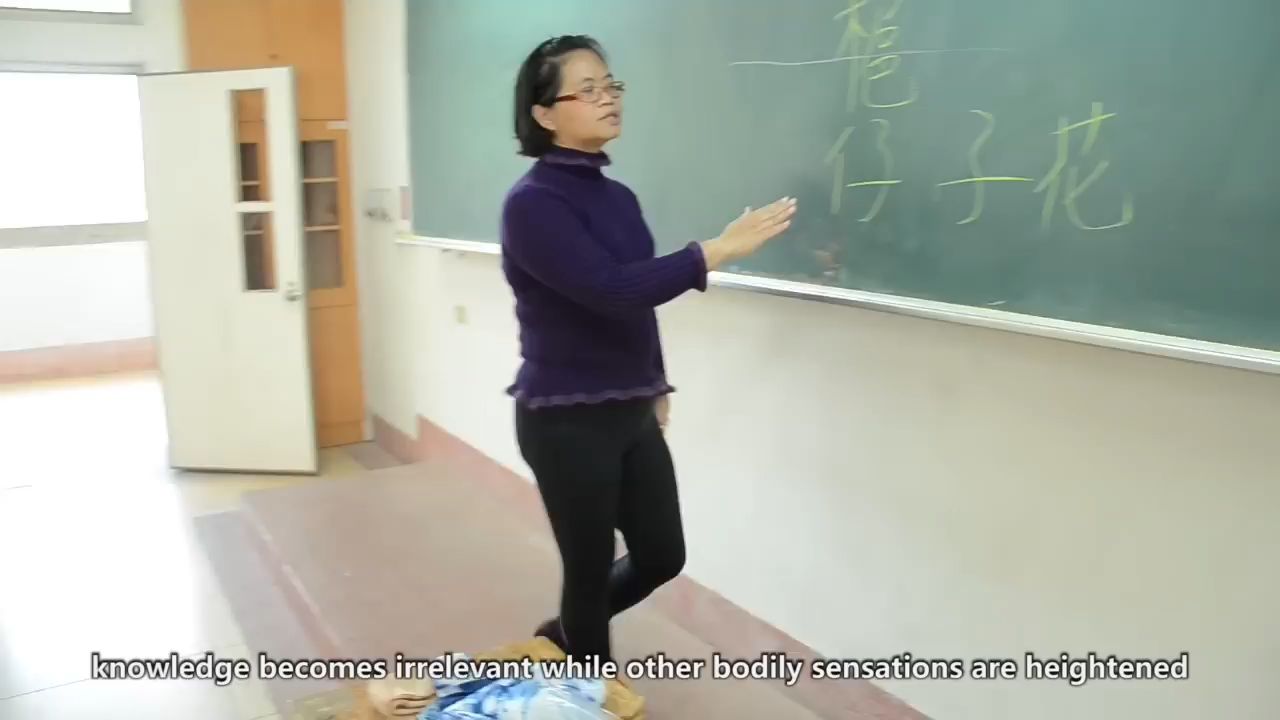 仔 子 花
knowledge becomes irrelevant while other bodily sensations are heightened